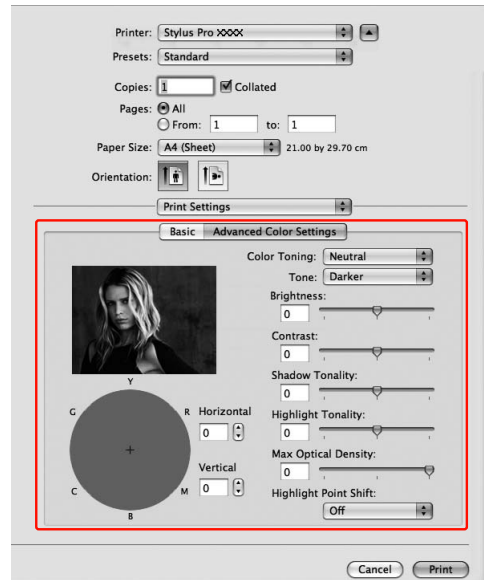 Printer: Stylus Pro XXXX
Presets: Standard
Copies: 1 Collated
Pages: All
From: 1 to: 1
Paper Size: A4 (Sheet) 21.00 by 29.70 cm
Orientation:
Print Settings
Basic Advanced Color Settings
Color Toning: Neutral
Tone: Darker
Brightness:
0
Contrast:
0
Shadow Tonality:
0
Highlight Tonality:
0
Max Optical Density:
0
Highlight Point Shift:
Off
Y
G R
C M
B
Horizontal
0
Vertical
0
Cancel Print